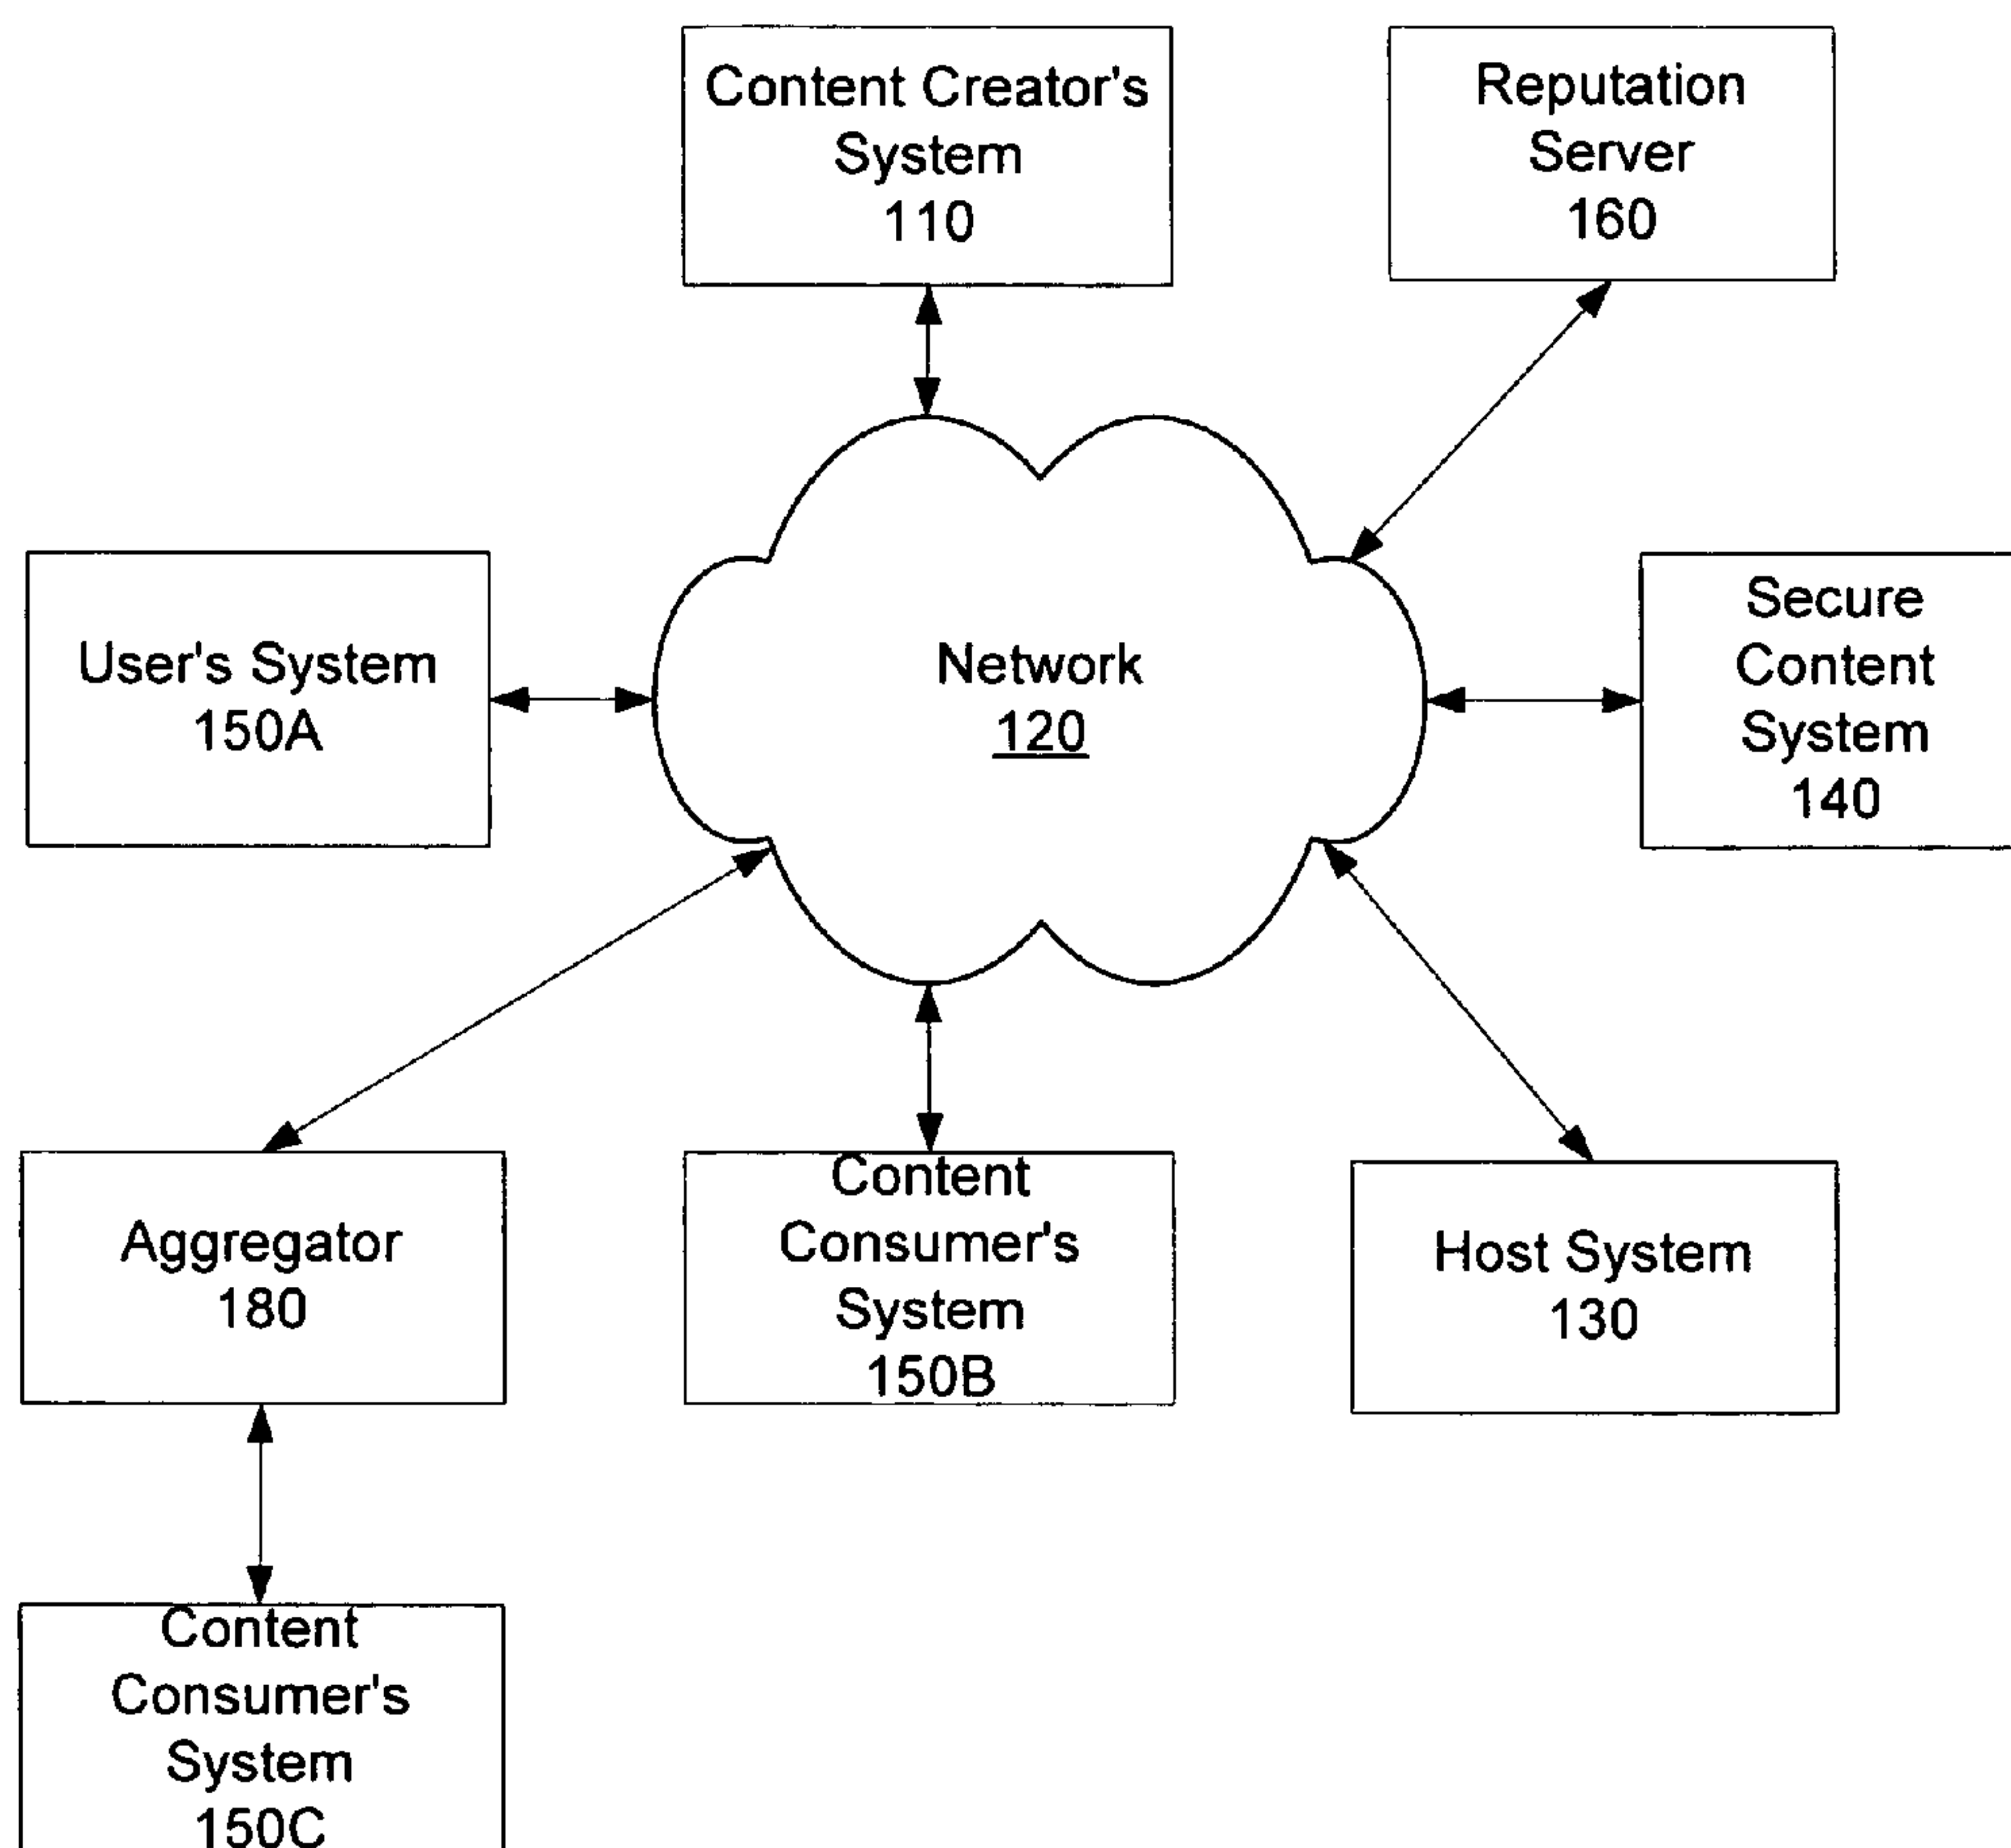 Content Creator's
System
110
Reputation
Server
160
User's System
150A
Network
120
Secure
Content
System
140
Aggregator
180
Content
Consumer's
System
150B
Host System
130
Content
Consumer's
System
150C